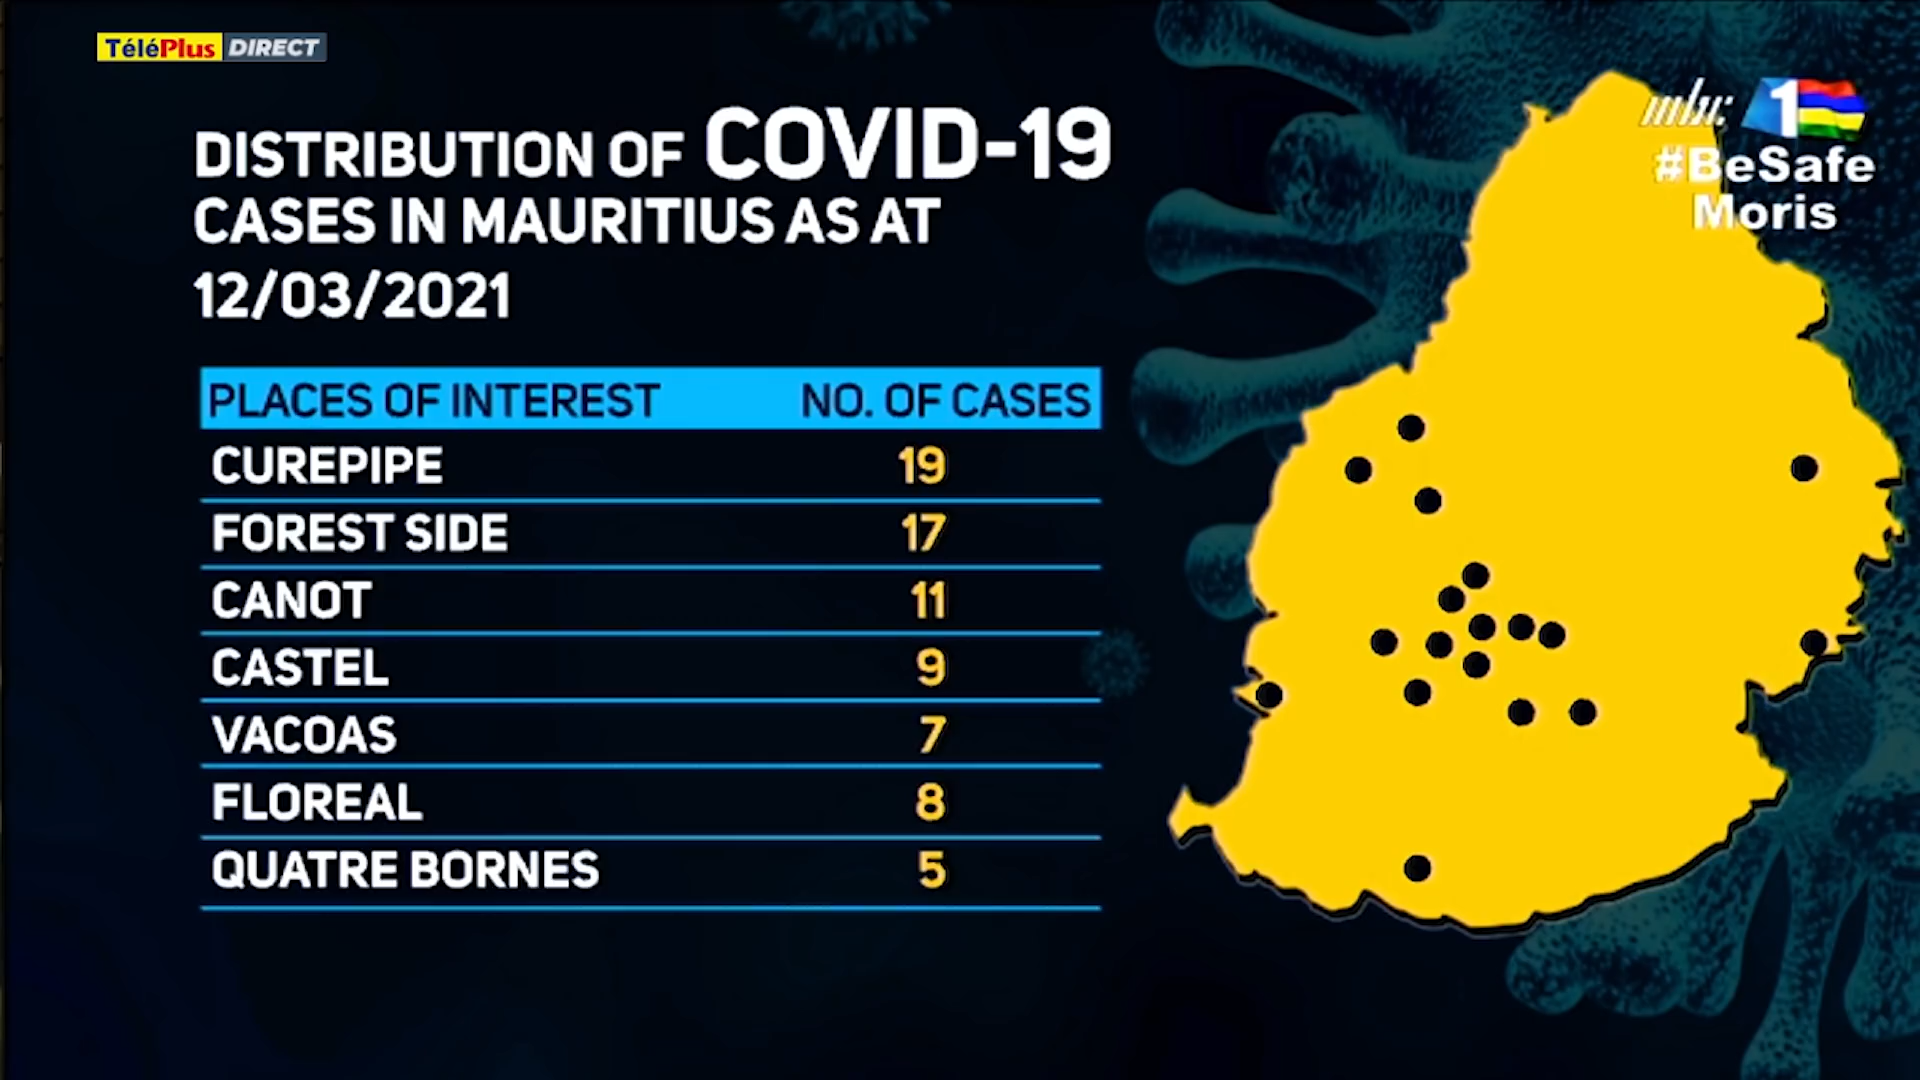 TéléPlus DIRECT
mbc 1
#BeSafe
Moris
DISTRIBUTION OF COVID-19
CASES IN MAURITIUS AS AT
12/03/2021
PLACES OF INTEREST NO. OF CASES
CUREPIPE 19
FOREST SIDE 17
CANOT 11
CASTEL 9
VACOAS 7
FLOREAL 8
QUATRE BORNES 5